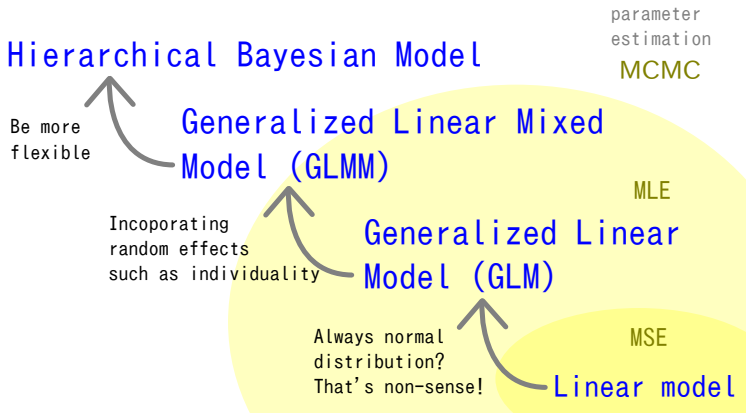 parameter
estimation
MCMC
Hierarchical Bayesian Model
Be more
flexible
Generalized Linear Mixed
Model (GLMM)
MLE
Incoporating
random effects
such as individuality
Generalized Linear
Model (GLM)
Always normal
distribution?
That's non-sense!
MSE
Linear model